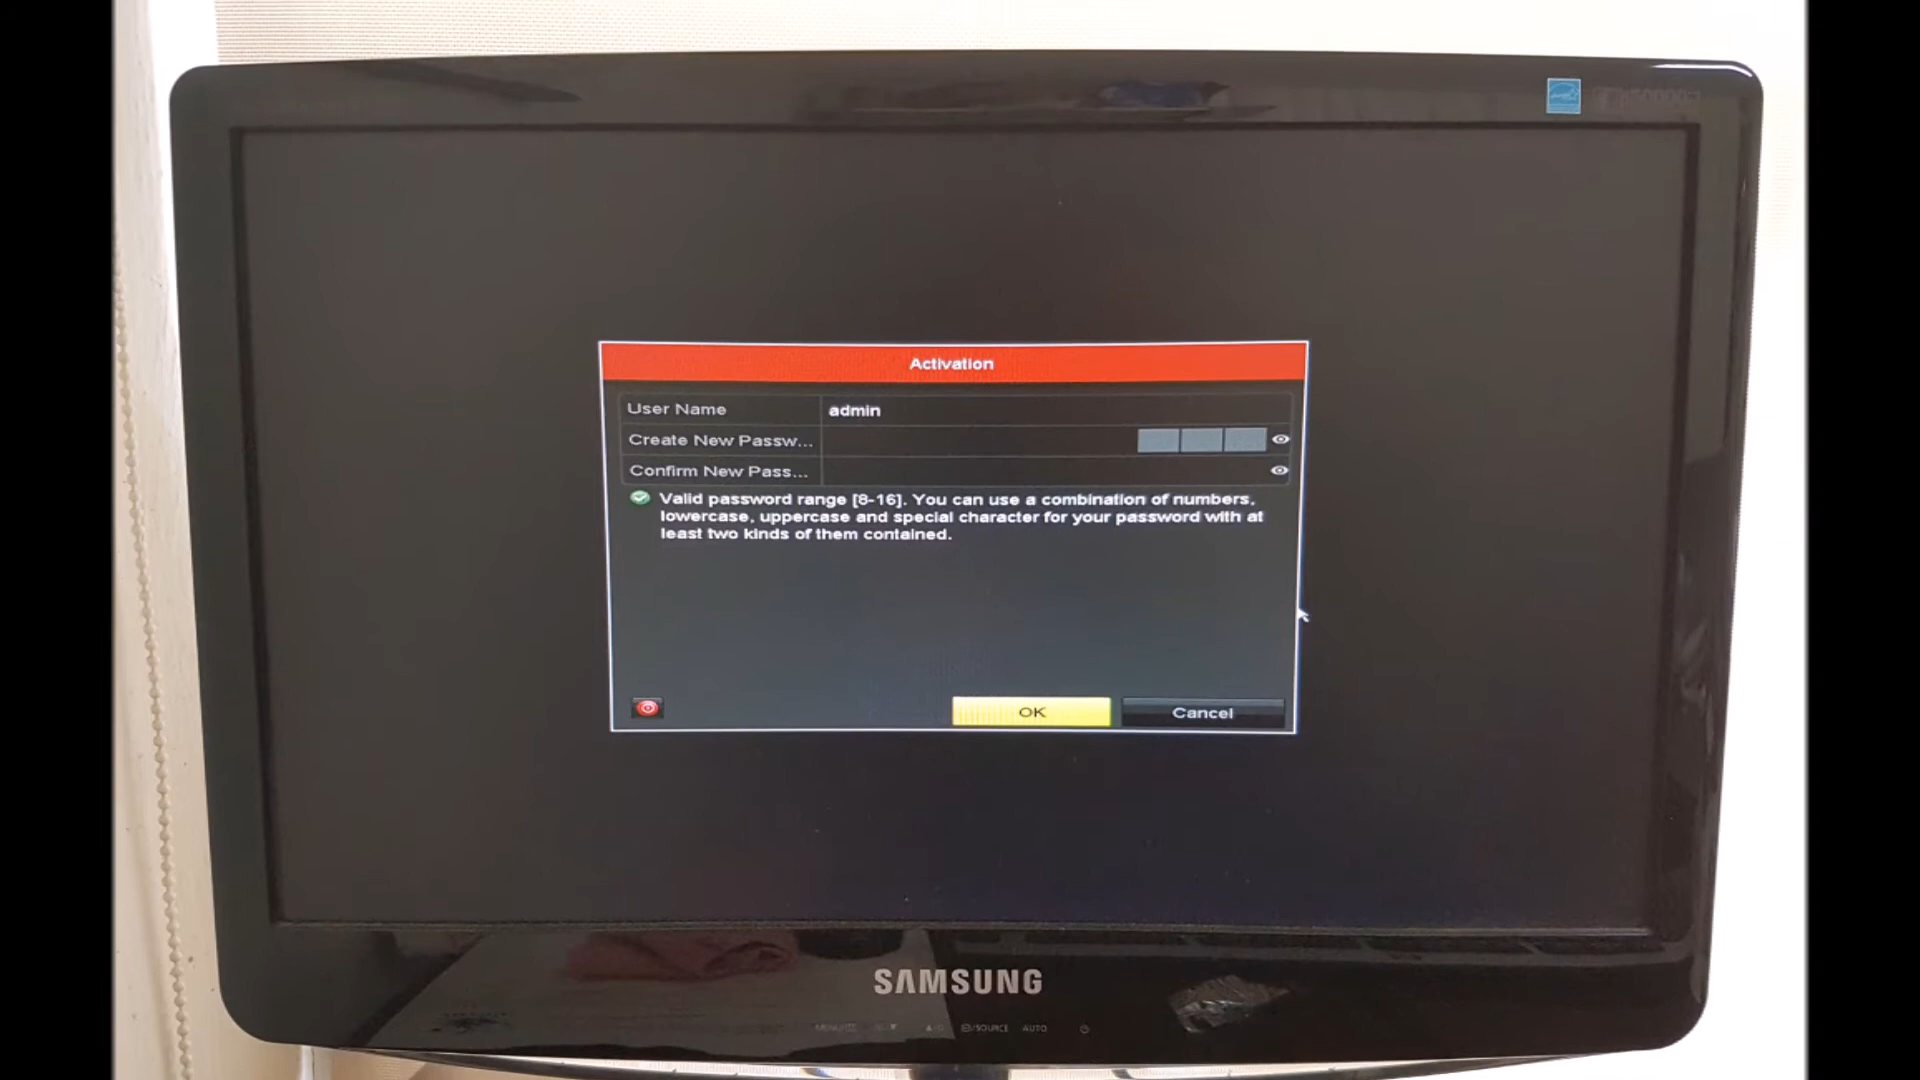 Activation
User Name admin
Create New Passw...
Confirm New Pass...
Valid password range [8-16]. You can use a combination of numbers,
lowercase, uppercase and special character for your password with at
least two kinds of them contained.
OK Cancel
SAMSUNG
/SOURCE AUTO